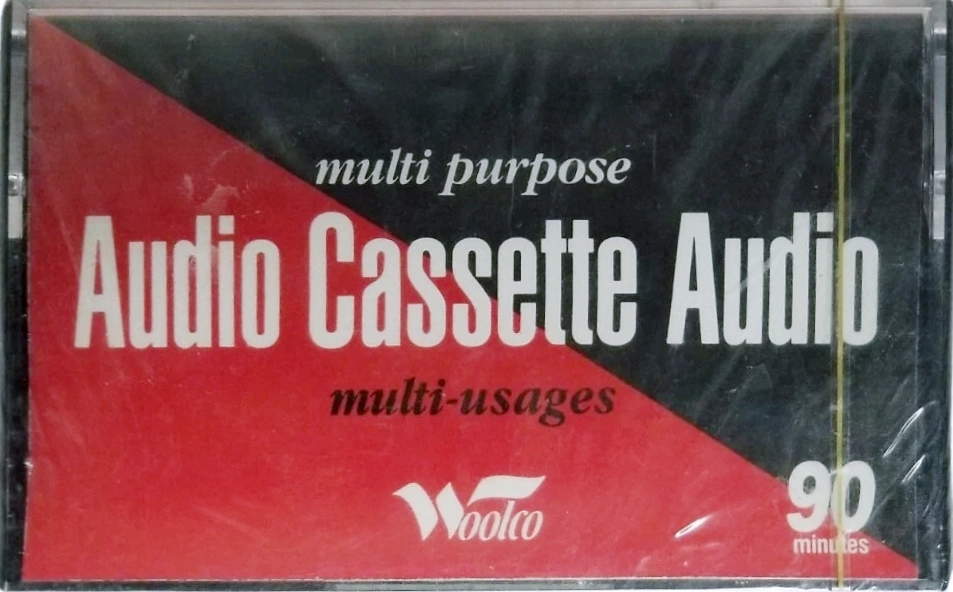 multi purpose
Audio Cassette Audio
multi-usages
Woolco
90
minutes